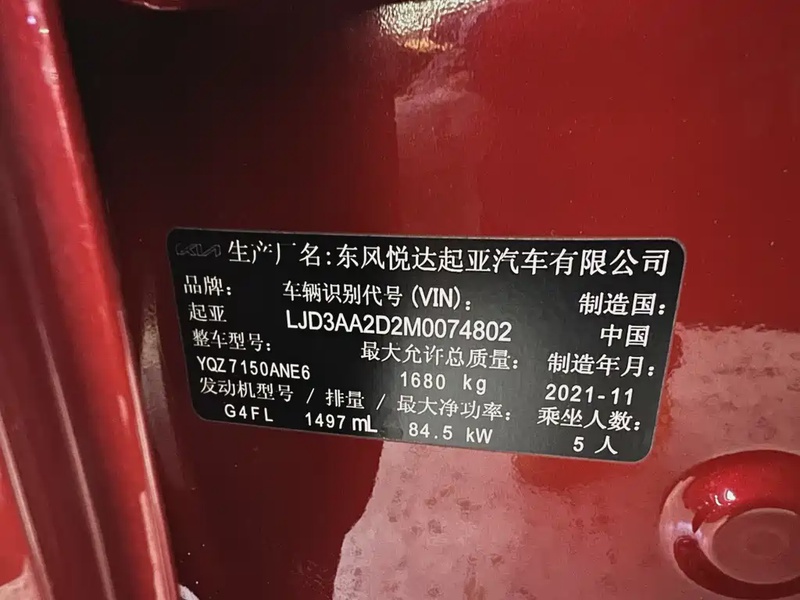 KIA 生产厂名：东风悦达起亚汽车有限公司
品牌： 车辆识别代号(VIN)： 制造国：
起亚 LJD3AA2D2M0074802 中国
整车型号： 最大允许总质量： 制造年月：
YQZ7150ANE6 1680 kg 2021-11
发动机型号 / 排量 / 最大净功率： 乘坐人数：
G4FL 1497 mL 84.5 kW 5 人